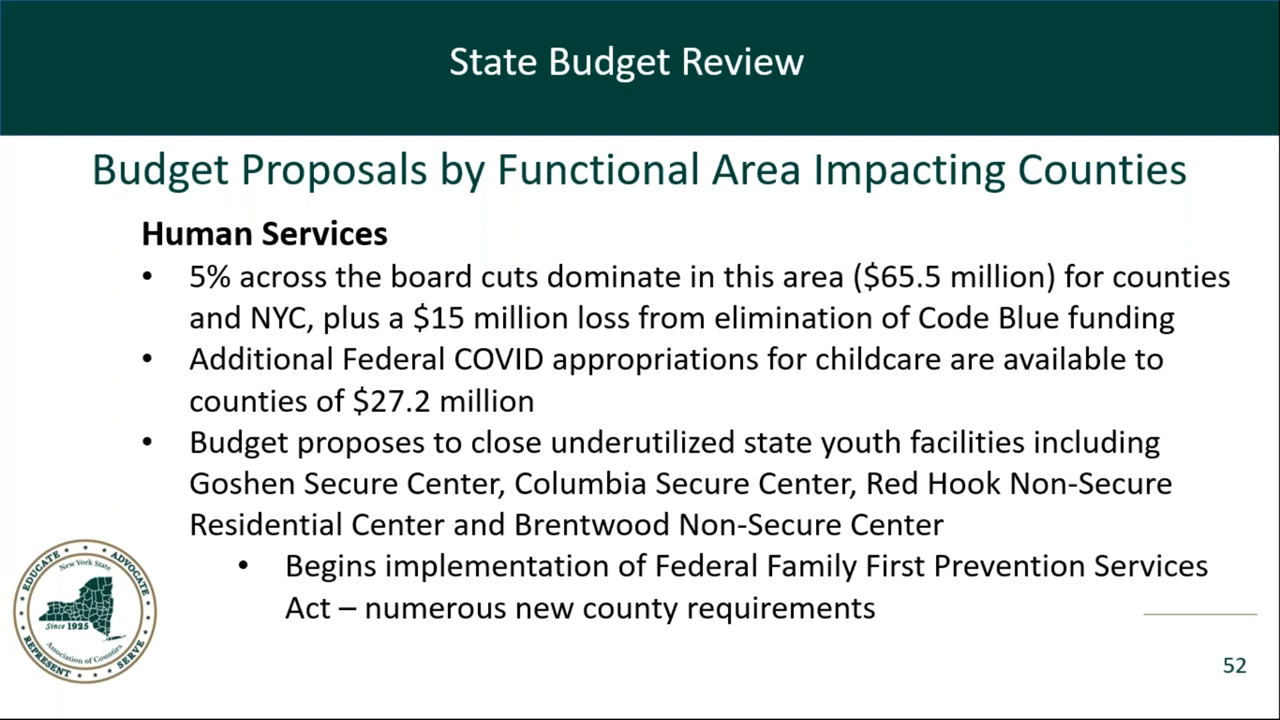 State Budget Review
Budget Proposals by Functional Area Impacting Counties
Human Services
• 5% across the board cuts dominate in this area ($65.5 million) for counties
and NYC, plus a $15 million loss from elimination of Code Blue funding
• Additional Federal COVID appropriations for childcare are available to
counties of $27.2 million
• Budget proposes to close underutilized state youth facilities including
Goshen Secure Center, Columbia Secure Center, Red Hook Non-Secure
Residential Center and Brentwood Non-Secure Center
• Begins implementation of Federal Family First Prevention Services
Act – numerous new county requirements
EDUCATE
ADVOCATE
New York State
Since 1925
Association of Counties
REPRESENT
SERVE
52